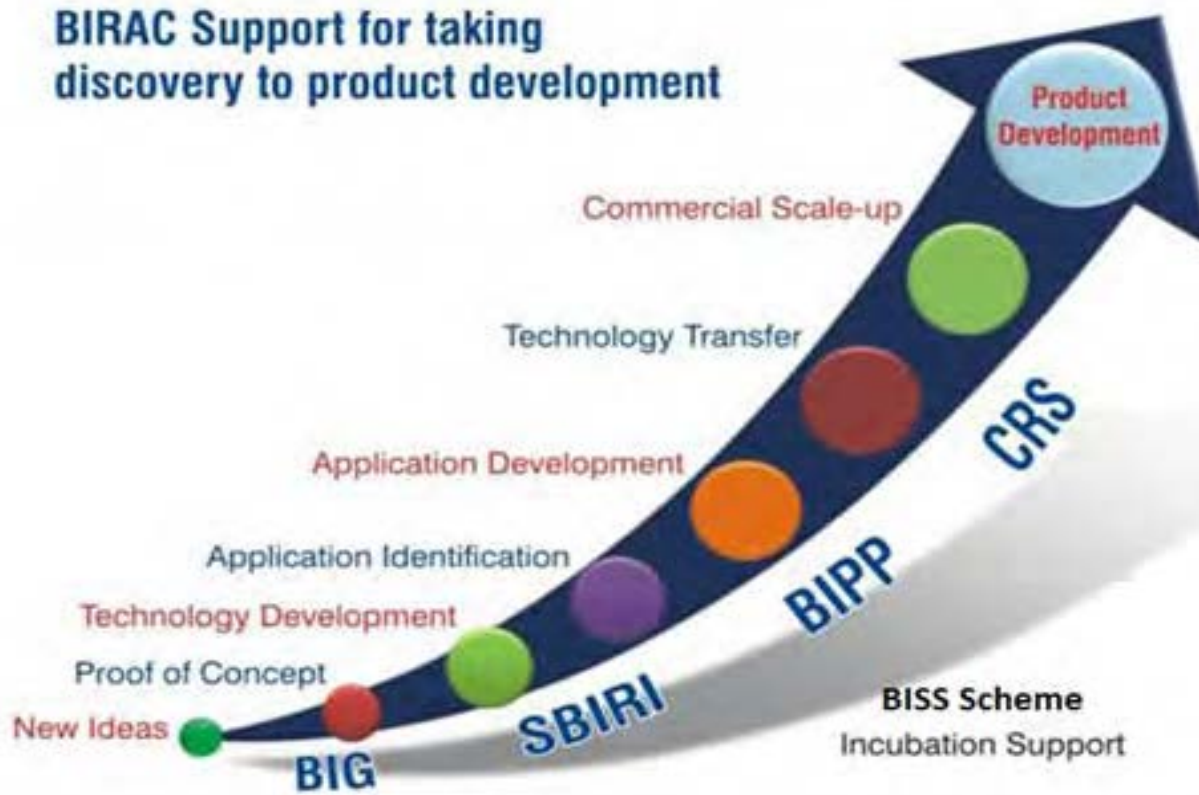 BIRAC Support for taking
discovery to product development
Product
Development
Commercial Scale-up
Technology Transfer
Application Development
Application Identification
Technology Development
Proof of Concept
New Ideas
BIG
SBIRI
BIPP
CRS
BISS Scheme
Incubation Support